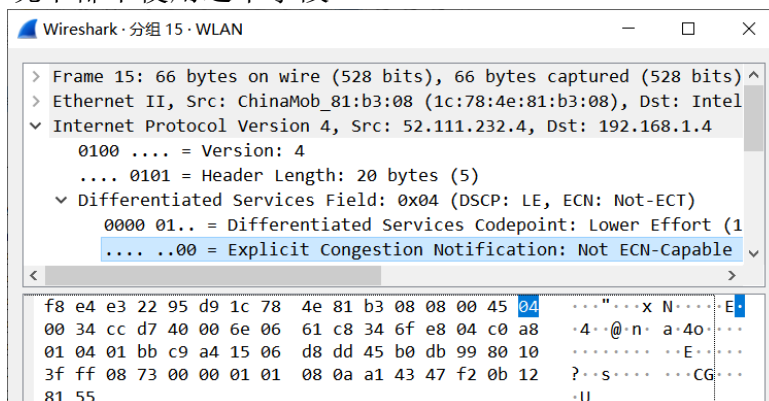 Wireshark · 分组 15 · WLAN
> Frame 15: 66 bytes on wire (528 bits), 66 bytes captured (528 bits)
> Ethernet II, Src: ChinaMob_81:b3:08 (1c:78:4e:81:b3:08), Dst: Intel
Internet Protocol Version 4, Src: 52.111.232.4, Dst: 192.168.1.4
0100 .... = Version: 4
.... 0101 = Header Length: 20 bytes (5)
Differentiated Services Field: 0x04 (DSCP: LE, ECN: Not-ECT)
0000 01.. = Differentiated Services Codepoint: Lower Effort (1
.... ..00 = Explicit Congestion Notification: Not ECN-Capable
f8 e4 e3 22 95 d9 1c 78 4e 81 b3 08 08 00 45 04 ···"···x N·····E·
00 34 cc d7 40 00 6e 06 61 c8 34 6f e8 04 c0 a8 ·4··@·n· a·4o····
01 04 01 bb c9 a4 15 06 d8 dd 45 b0 db 99 80 10 ········ ··E·····
3f ff 08 73 00 00 01 01 08 0a a1 43 47 f2 0b 12 ?··s···· ···CG···
81 55 ·U